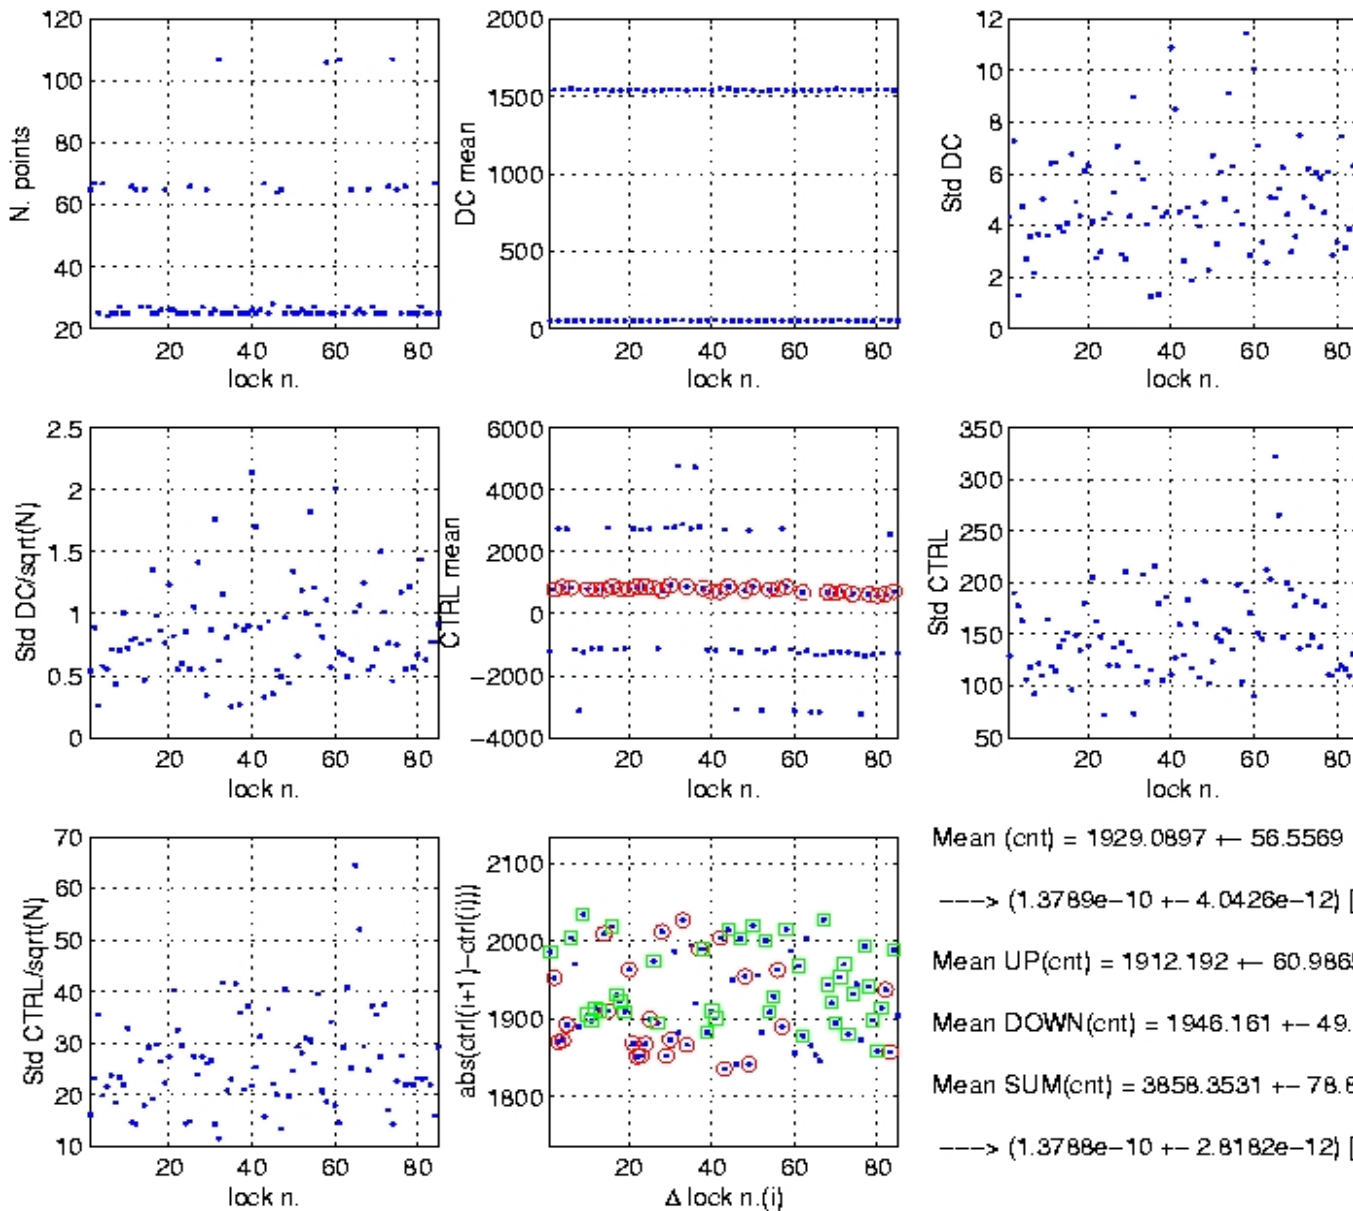 120
100
80
60
40
20
N. points
20 40 60 80
lock n.
2000
1500
1000
500
0
DC mean
20 40 60 80
lock n.
12
10
8
6
4
2
0
Std DC
20 40 60 80
lock n.
2.5
2
1.5
1
0.5
0
Std DC/sqrt(N)
20 40 60 80
lock n.
6000
4000
2000
0
−2000
−4000
CTRL mean
20 40 60 80
lock n.
350
300
250
200
150
100
50
Std CTRL
20 40 60 80
lock n.
70
60
50
40
30
20
10
Std CTRL/sqrt(N)
20 40 60 80
lock n.
2100
2000
1900
1800
abs(ctrl(i+1)−ctrl(i)))
20 40 60 80
Δ lock n.(i)
Mean (cnt) = 1929.0897 +− 56.5569
−−−> (1.3789e−10 +− 4.0426e−12) [
Mean UP(cnt) = 1912.192 +− 60.986
Mean DOWN(cnt) = 1946.161 +− 49.
Mean SUM(cnt) = 3858.3531 +− 78.
−−−> (1.3788e−10 +− 2.8182e−12) [